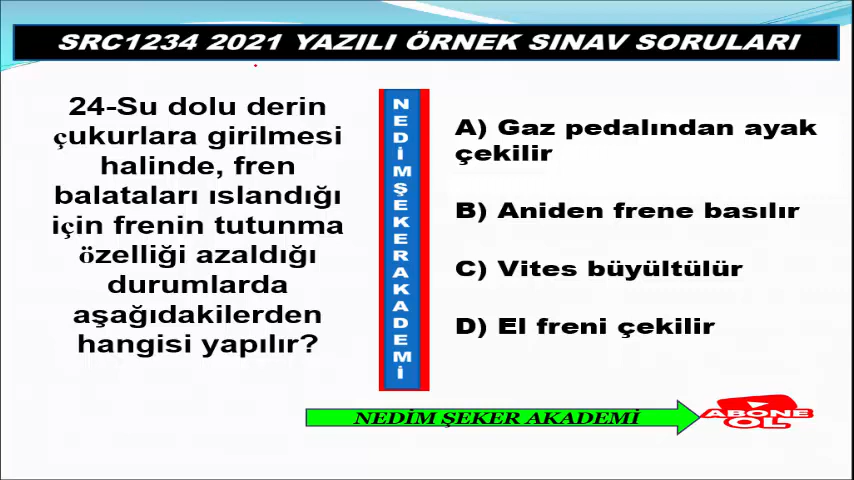 SRC1234 2021 YAZILI ÖRNEK SINAV SORULARI
24-Su dolu derin
çukurlara girilmesi
halinde, fren
balataları ıslandığı
için frenin tutunma
özelliği azaldığı
durumlarda
aşağıdakilerden
hangisi yapılır?
NEDİMŞEKERAKADEMİ
A) Gaz pedalından ayak
çekilir
B) Aniden frene basılır
C) Vites büyültülür
D) El freni çekilir
NEDİM ŞEKER AKADEMİ
ABONE
OL